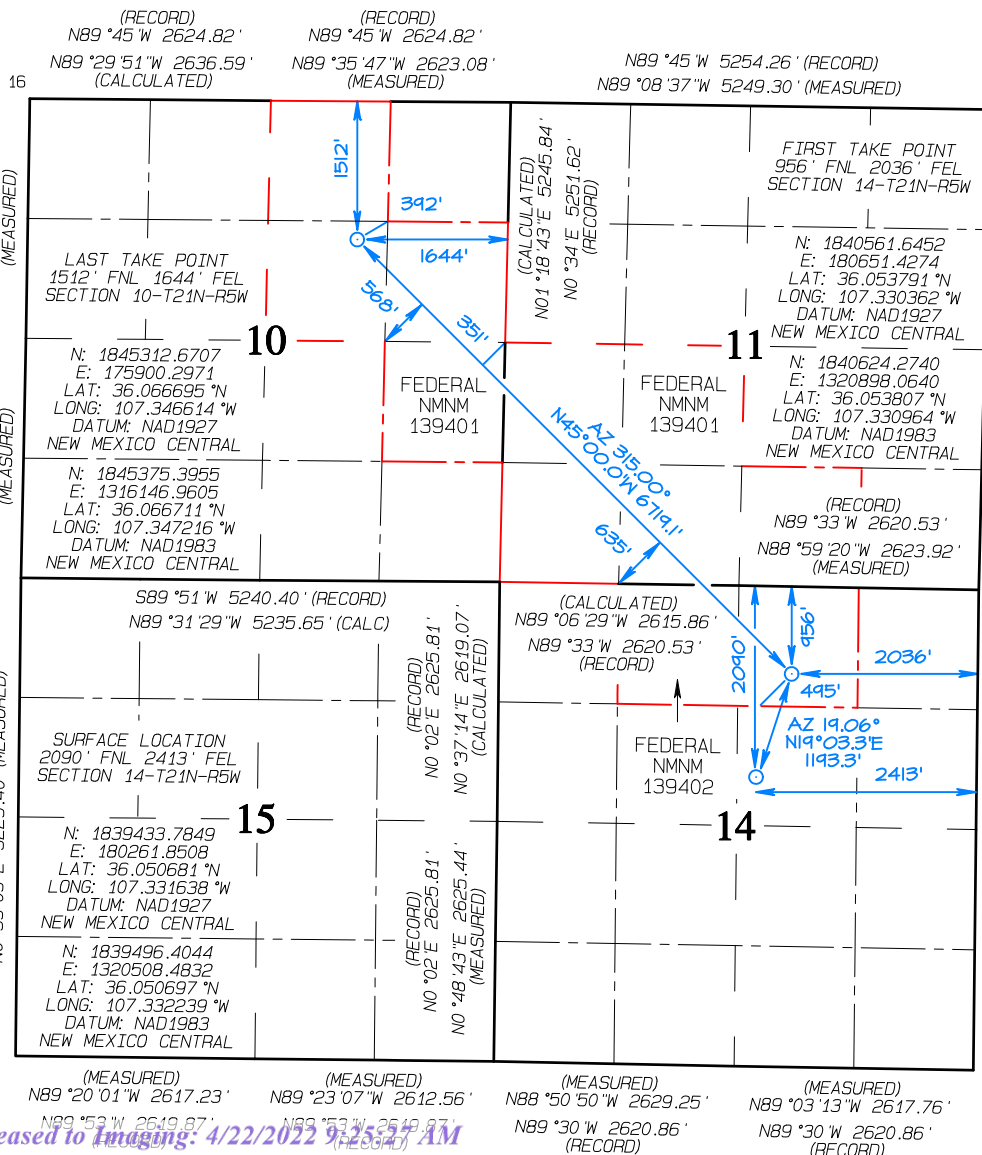 (RECORD)
N89°45'W 2624.82'
N89°29'51"W 2636.59'
(CALCULATED)
(RECORD)
N89°45'W 2624.82'
N89°35'47"W 2623.08'
(MEASURED)
N89°45'W 5254.26' (RECORD)
N89°08'37"W 5249.30' (MEASURED)
16
(MEASURED)
(MEASURED)
1512'
392'
1644'
(CALCULATED)
N01°18'43"E 5245.84'
N0°34'E 5251.62'
(RECORD)
FIRST TAKE POINT
956' FNL 2036' FEL
SECTION 14-T21N-R5W
N: 1840561.6452
E: 180651.4274
LAT: 36.053791°N
LONG: 107.330362°W
DATUM: NAD1927
NEW MEXICO CENTRAL
N: 1840624.2740
E: 1320898.0640
LAT: 36.053807°N
LONG: 107.330964°W
DATUM: NAD1983
NEW MEXICO CENTRAL
LAST TAKE POINT
1512' FNL 1644' FEL
SECTION 10-T21N-R5W
10
N: 1845312.6707
E: 175900.2971
LAT: 36.066695°N
LONG: 107.346614°W
DATUM: NAD1927
NEW MEXICO CENTRAL
N: 1845375.3955
E: 1316146.9605
LAT: 36.066711°N
LONG: 107.347216°W
DATUM: NAD1983
NEW MEXICO CENTRAL
568'
351'
FEDERAL
NMNM
139401
11
FEDERAL
NMNM
139401
AZ 315.00°
N45°00.0'W 6719.1'
635'
(RECORD)
N89°33'W 2620.53'
N88°59'20"W 2623.92'
(MEASURED)
S89°51'W 5240.40' (RECORD)
N89°31'29"W 5235.65' (CALC)
(RECORD)
N0°02'E 2625.81'
N0°37'14"E 2619.07'
(CALCULATED)
(CALCULATED)
N89°06'29"W 2615.86'
N89°33'W 2620.53'
(RECORD)
2090'
956'
2036'
495'
AZ 19.06°
N19°03.3'E
1193.3'
2413'
FEDERAL
NMNM
139402
14
SURFACE LOCATION
2090' FNL 2413' FEL
SECTION 14-T21N-R5W
15
N: 1839433.7849
E: 180261.8508
LAT: 36.050681°N
LONG: 107.331638°W
DATUM: NAD1927
NEW MEXICO CENTRAL
N: 1839496.4044
E: 1320508.4832
LAT: 36.050697°N
LONG: 107.332239°W
DATUM: NAD1983
NEW MEXICO CENTRAL
(RECORD)
N0°02'E 2625.81'
N0°48'43"E 2625.44'
(MEASURED)
(MEASURED)
N89°20'01"W 2617.23'
N89°53'W 2619.87'
(RECORD)
(MEASURED)
N89°23'07"W 2612.56'
N89°53'W 2619.87'
(RECORD)
(MEASURED)
N88°50'50"W 2629.25'
N89°30'W 2620.86'
(RECORD)
(MEASURED)
N89°03'13"W 2617.76'
N89°30'W 2620.86'
(RECORD)
eased to Imaging: 4/22/2022 9:25:27 AM